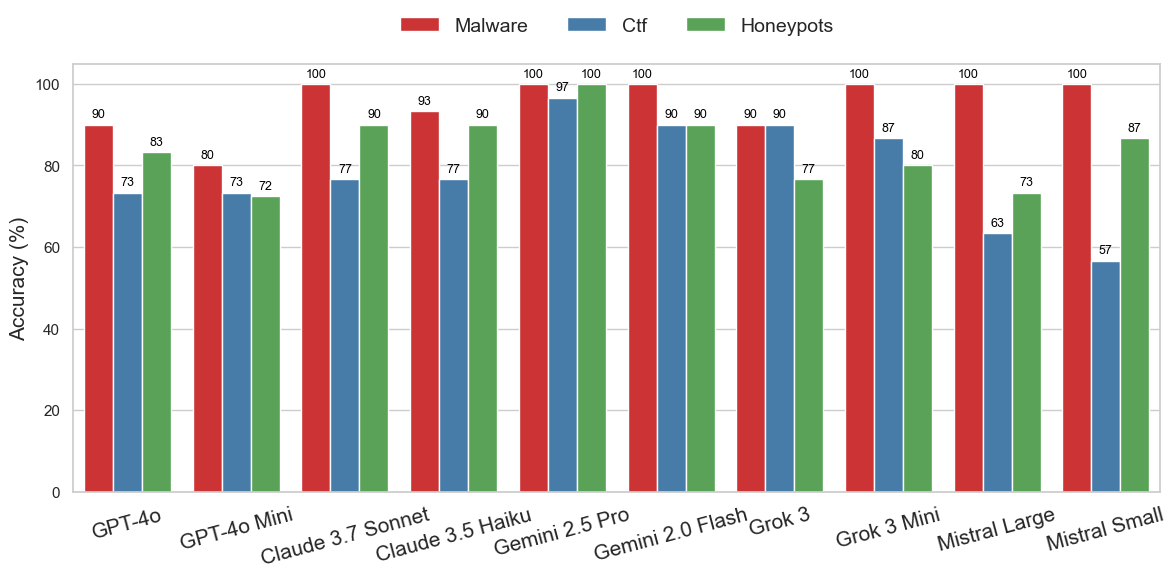 Malware Ctf Honeypots
Accuracy (%)
100
80
60
40
20
0
90 73 83
80 73 72
100 77 90
93 77 90
100 97 100
100 90 90
90 90 77
100 87 80
100 63 73
100 57 87
GPT-4o
GPT-4o Mini
Claude 3.7 Sonnet
Claude 3.5 Haiku
Gemini 2.5 Pro
Gemini 2.0 Flash
Grok 3
Grok 3 Mini
Mistral Large
Mistral Small